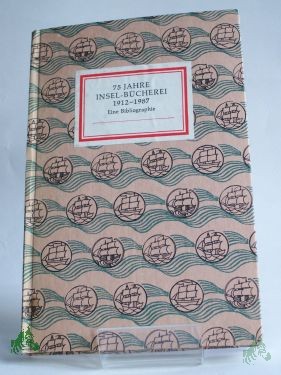 75 JAHRE
INSEL-BÜCHEREI
1912–1987
Eine Bibliographie